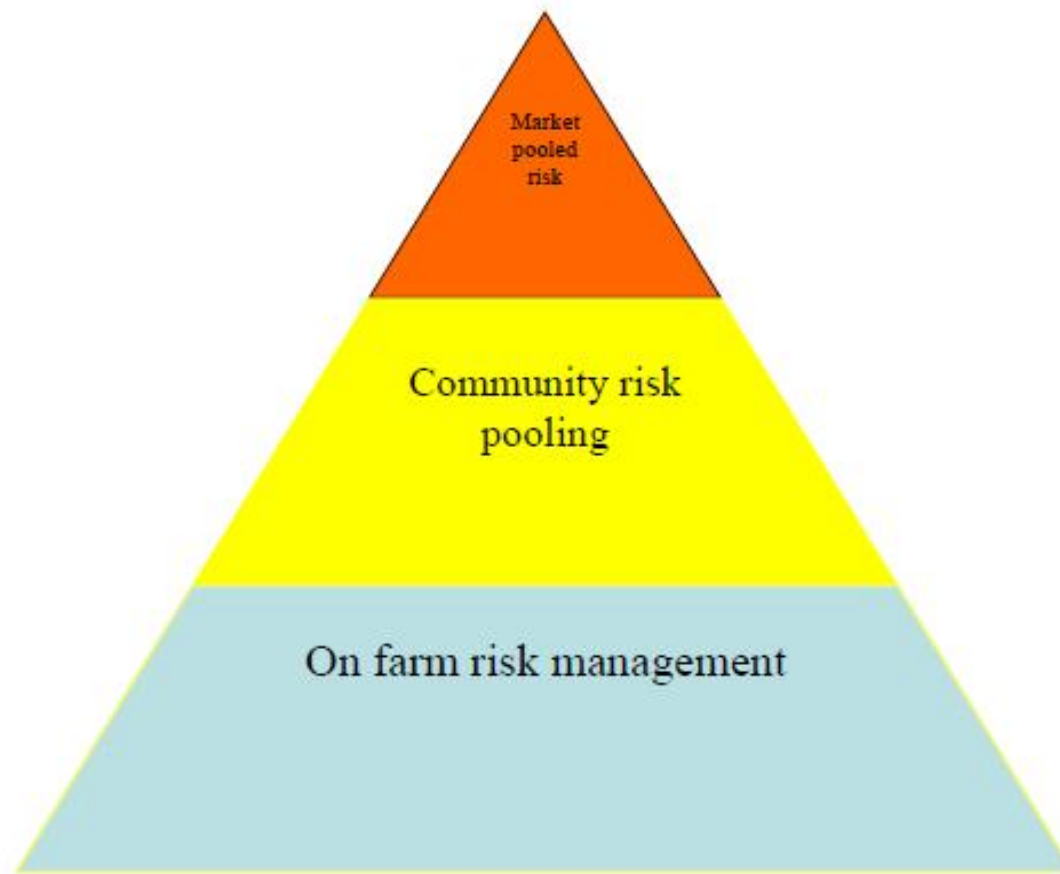 Market
pooled
risk
Community risk
pooling
On farm risk management